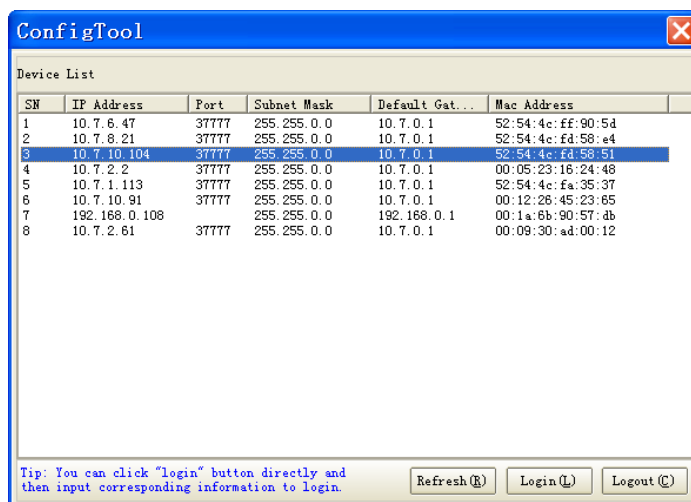 ConfigTool
Device List
SN IP Address Port Subnet Mask Default Gat... Mac Address
1 10.7.6.47 37777 255.255.0.0 10.7.0.1 52:54:4c:ff:90:5d
2 10.7.8.21 37777 255.255.0.0 10.7.0.1 52:54:4c:fd:58:e4
3 10.7.10.104 37777 255.255.0.0 10.7.0.1 52:54:4c:fd:58:51
4 10.7.2.2 37777 255.255.0.0 10.7.0.1 00:05:23:16:24:48
5 10.7.1.113 37777 255.255.0.0 10.7.0.1 52:54:4c:fa:35:37
6 10.7.10.91 37777 255.255.0.0 10.7.0.1 00:12:26:45:23:65
7 192.168.0.108 255.255.0.0 192.168.0.1 00:1a:6b:90:57:db
8 10.7.2.61 37777 255.255.0.0 10.7.0.1 00:09:30:ad:00:12
Tip: You can click "login" button directly and
then input corresponding information to login.
Refresh(R) Login(L) Logout(C)